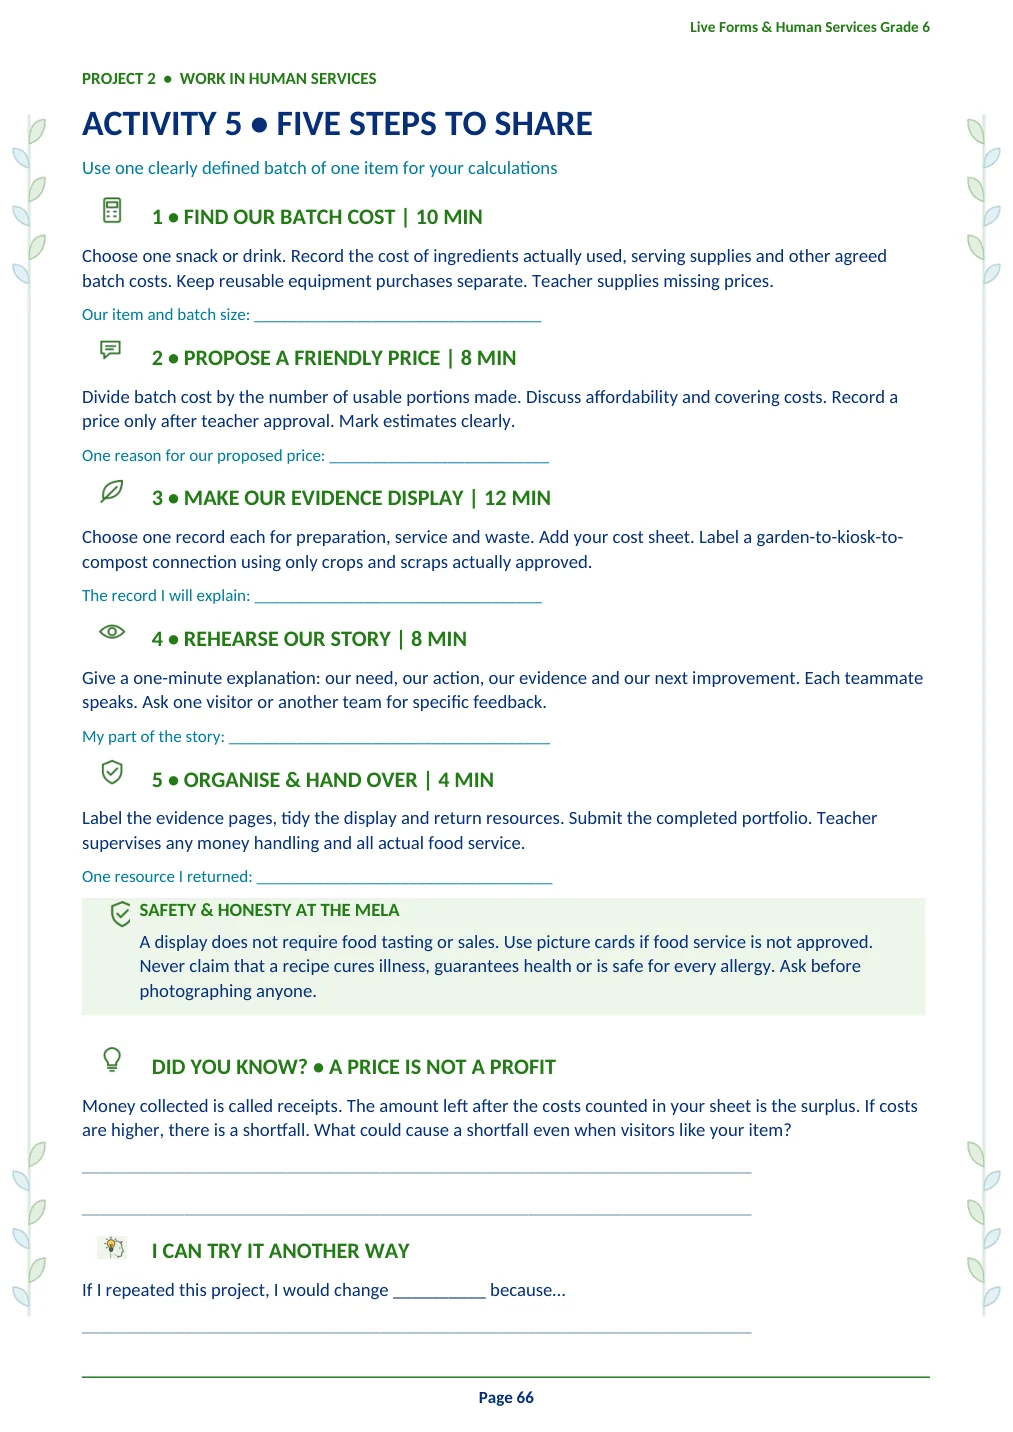 Live Forms & Human Services Grade 6
PROJECT 2 ● WORK IN HUMAN SERVICES
ACTIVITY 5 ● FIVE STEPS TO SHARE
Use one clearly defined batch of one item for your calculations
1 ● FIND OUR BATCH COST | 10 MIN
Choose one snack or drink. Record the cost of ingredients actually used, serving supplies and other agreed
batch costs. Keep reusable equipment purchases separate. Teacher supplies missing prices.
Our item and batch size: __________________________________
2 ● PROPOSE A FRIENDLY PRICE | 8 MIN
Divide batch cost by the number of usable portions made. Discuss affordability and covering costs. Record a
price only after teacher approval. Mark estimates clearly.
One reason for our proposed price: __________________________
3 ● MAKE OUR EVIDENCE DISPLAY | 12 MIN
Choose one record each for preparation, service and waste. Add your cost sheet. Label a garden-to-kiosk-to-
compost connection using only crops and scraps actually approved.
The record I will explain: __________________________________
4 ● REHEARSE OUR STORY | 8 MIN
Give a one-minute explanation: our need, our action, our evidence and our next improvement. Each teammate
speaks. Ask one visitor or another team for specific feedback.
My part of the story: ______________________________________
5 ● ORGANISE & HAND OVER | 4 MIN
Label the evidence pages, tidy the display and return resources. Submit the completed portfolio. Teacher
supervises any money handling and all actual food service.
One resource I returned: ___________________________________
SAFETY & HONESTY AT THE MELA
A display does not require food tasting or sales. Use picture cards if food service is not approved.
Never claim that a recipe cures illness, guarantees health or is safe for every allergy. Ask before
photographing anyone.
DID YOU KNOW? ● A PRICE IS NOT A PROFIT
Money collected is called receipts. The amount left after the costs counted in your sheet is the surplus. If costs
are higher, there is a shortfall. What could cause a shortfall even when visitors like your item?
I CAN TRY IT ANOTHER WAY
If I repeated this project, I would change __________ because...
Page 66